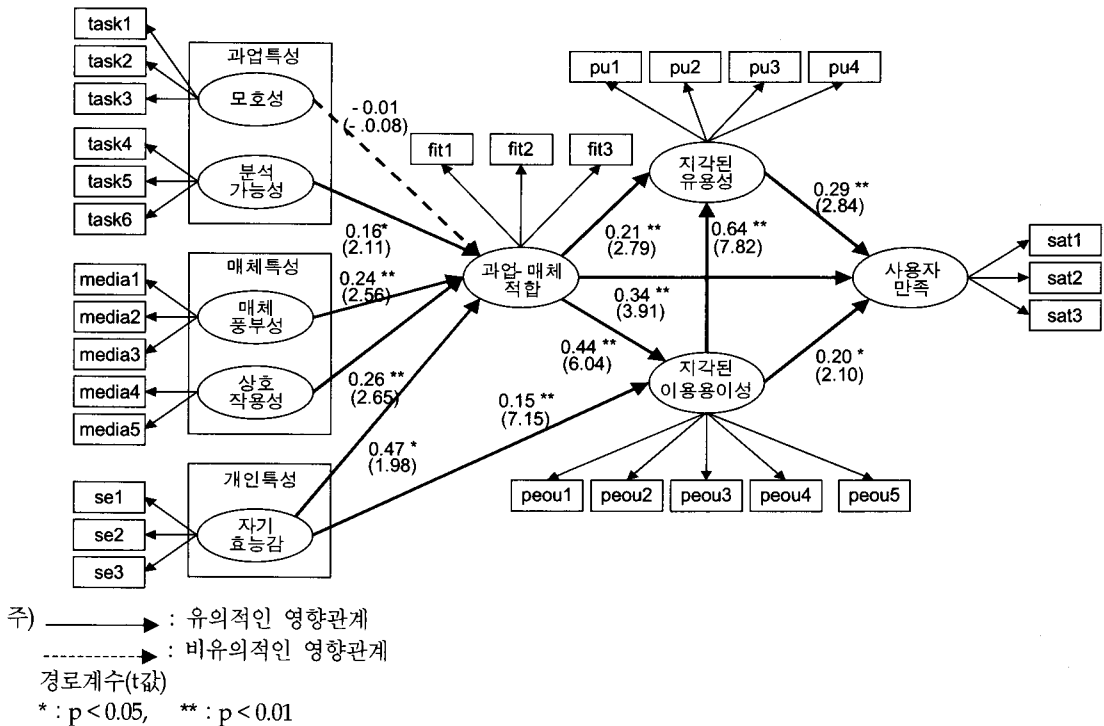 task1
task2
task3
task4
task5
task6
과업특성
모호성
분석
가능성
- 0.01
(- .0.08)
0.16*
(2.11)
media1
media2
media3
media4
media5
매체특성
매체
풍부성
상호
작용성
0.24 **
(2.56)
0.26 **
(2.65)
se1
se2
se3
개인특성
자기
효능감
0.47 *
(1.98)
0.15 **
(7.15)
fit1
fit2
fit3
과업-매체
적합
pu1
pu2
pu3
pu4
지각된
유용성
0.21 **
(2.79)
0.64 **
(7.82)
0.29 **
(2.84)
0.34 **
(3.91)
0.44 **
(6.04)
지각된
이용용이성
0.20 *
(2.10)
peou1
peou2
peou3
peou4
peou5
사용자
만족
sat1
sat2
sat3
주)
: 유의적인 영향관계
: 비유의적인 영향관계
경로계수(t값)
* : p < 0.05, ** : p < 0.01